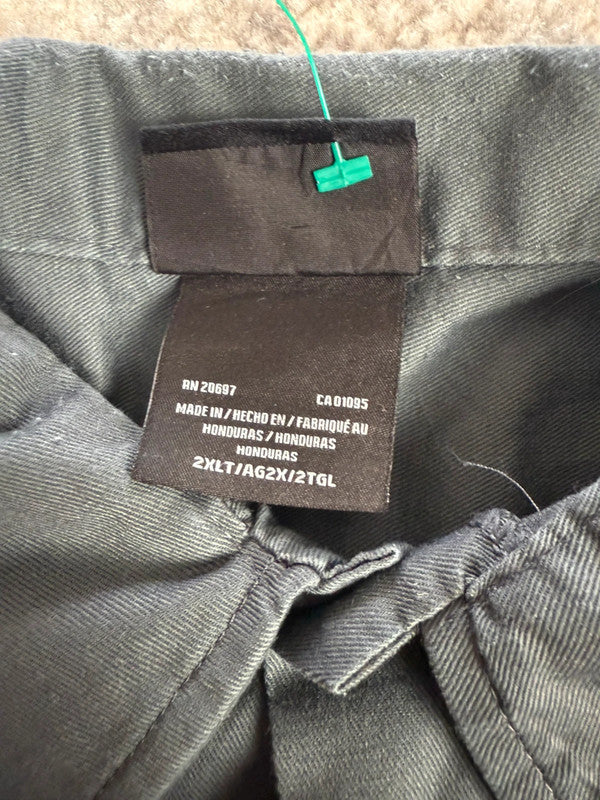 RN 20697 CA 01095
MADE IN / HECHO EN / FABRIQUÉ AU
HONDURAS / HONDURAS
HONDURAS
2XLT/AG2X/2TGL